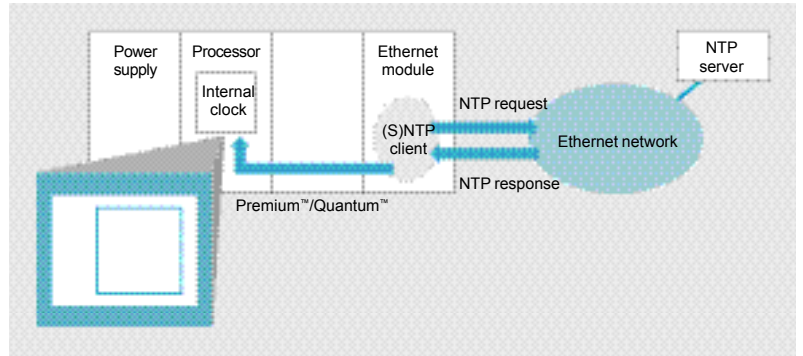 Power
supply
Processor
Internal
clock
Ethernet
module
(S)NTP
client
NTP request
NTP response
Ethernet network
NTP
server
Premium™/Quantum™